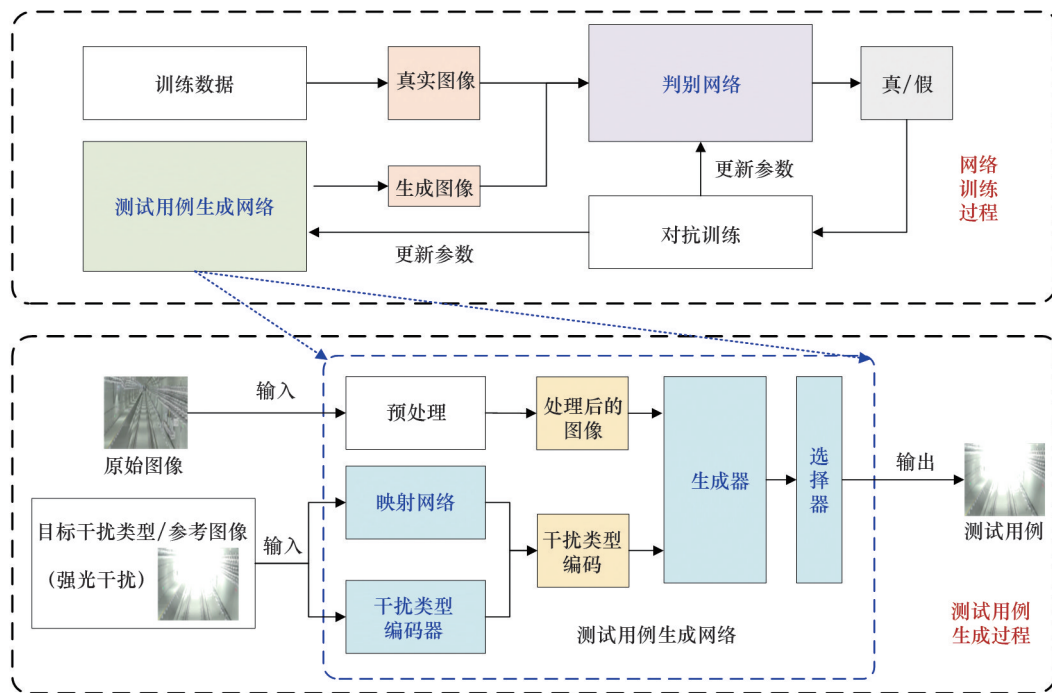 训练数据
真实图像
判别网络
真/假
测试用例生成网络
生成图像
更新参数
更新参数
对抗训练
网络
训练
过程
输入
预处理
处理后的
图像
原始图像
映射网络
生成器
选
择
器
输出
测试用例
目标干扰类型/参考图像
(强光干扰)
输入
干扰类型
编码
干扰类型
编码器
测试用例生成网络
测试用例
生成过程